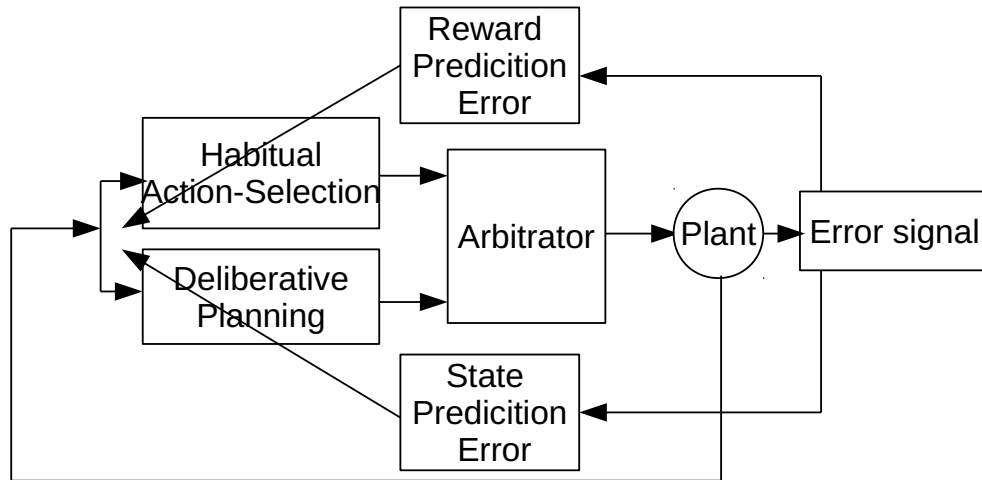 Reward
Predicition
Error
Habitual
Action-Selection
Arbitrator
Plant
Error signal
Deliberative
Planning
State
Predicition
Error